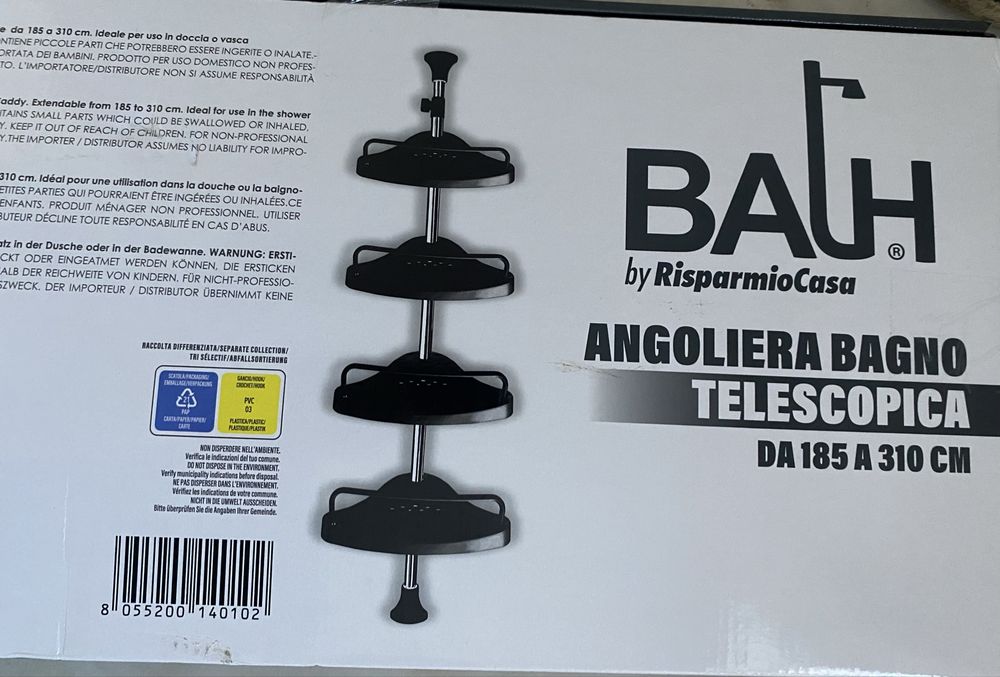 e da 185 a 310 cm. Ideale per uso in doccia o vasca
NTIENE PICCOLE PARTI CHE POTREBBERO ESSERE INGERITE O INALATE.-
ORTATA DEI BAMBINI. PRODOTTO PER USO DOMESTICO NON PROFES-
TO. L'IMPORTATORE/DISTRIBUTORE NON SI ASSUME RESPONSABILITÀ
Caddy. Extendable from 185 to 310 cm. Ideal for use in the shower
TAINS SMALL PARTS WHICH COULD BE SWALLOWED OR INHALED,
Y. KEEP IT OUT OF REACH OF CHILDREN. FOR NON-PROFESSIONAL
Y.THE IMPORTER / DISTRIBUTOR ASSUMES NO LIABILITY FOR IMPRO-
310 cm. Idéal pour une utilisation dans la douche ou la baigno-
ETITES PARTIES QUI POURRAIENT ÊTRE INGÉRÉES OU INHALÉES.CE
ENFANTS. PRODUIT MÉNAGER NON PROFESSIONNEL. UTILISER
BUTEUR DÉCLINE TOUTE RESPONSABILITÉ EN CAS D'ABUS.
atz in der Dusche oder in der Badewanne. WARNUNG: ERSTI-
CKT ODER EINGEATMET WERDEN KÖNNEN, DIE ERSTICKEN
ALB DER REICHWEITE VON KINDERN. FÜR NICHT-PROFESSIO-
SZWECK. DER IMPORTEUR / DISTRIBUTOR ÜBERNIMMT KEINE
RACCOLTA DIFFERENZIATA/SEPARATE COLLECTION/
TRI SÉLECTIF/ABFALLSORTIERUNG
SCATOLA/PACKAGING/
EMBALLAGE/VERPACKUNG
21
PAP
CARTA/PAPER/PAPIER/
CARTE
GANCIO/HOOK/
CROCHET/HOOK
PVC
03
PLASTICA/PLASTIC/
PLASTIQUE/PLASTIK
NON DISPERDERE NELL'AMBIENTE.
Verifica le indicazioni del tuo comune.
DO NOT DISPOSE IN THE ENVIRONMENT.
Verify municipality indications before disposal.
NE PAS DISPERSER DANS L'ENVIRONNEMENT.
Vérifiez les indications de votre commune.
NICHT IN DIE UMWELT AUSSCHEIDEN.
Bitte überprüfen Sie die Angaben Ihrer Gemeinde.
8 055200 140102
BATH ®
by RisparmioCasa
ANGOLIERA BAGNO
TELESCOPICA
DA 185 A 310 CM